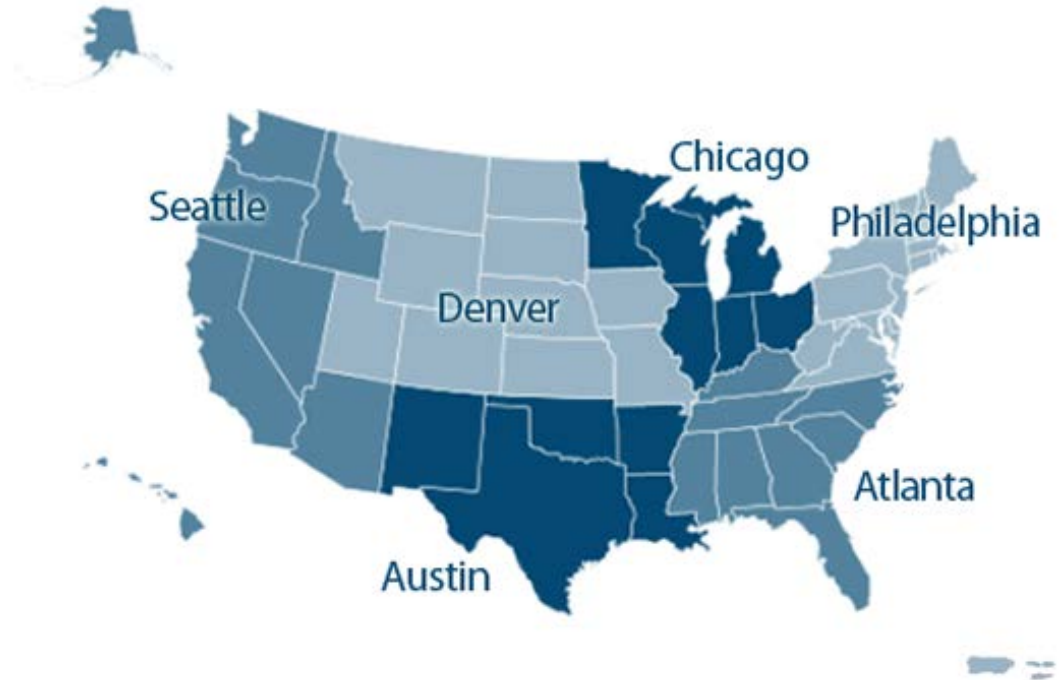 Chicago
Seattle
Philadelphia
Denver
Atlanta
Austin